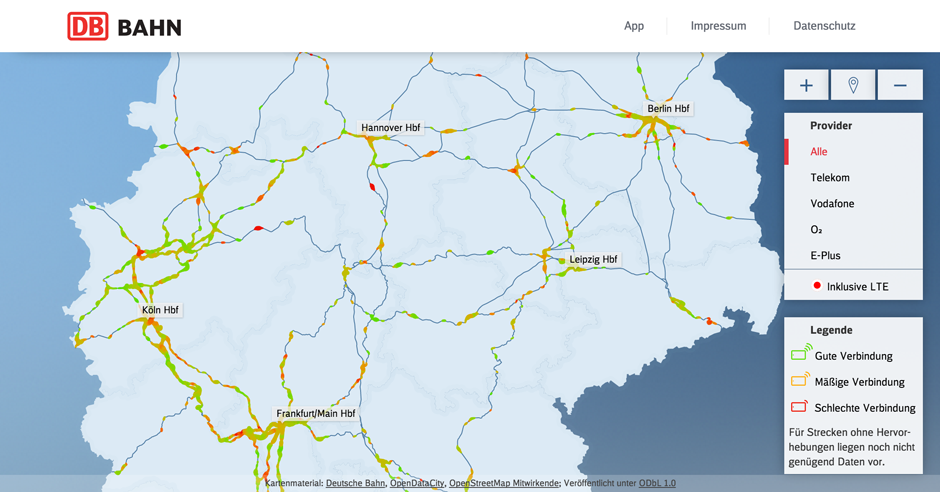 DB BAHN
App Impressum Datenschutz
Berlin Hbf
Hannover Hbf
Leipzig Hbf
Köln Hbf
Frankfurt/Main Hbf
Provider
Alle
Telekom
Vodafone
O₂
E-Plus
Inklusive LTE
Legende
Gute Verbindung
Mäßige Verbindung
Schlechte Verbindung
Für Strecken ohne Hervor-
hebungen liegen noch nicht
genügend Daten vor.
Kartenmaterial: Deutsche Bahn, OpenDataCity, OpenStreetMap Mitwirkende; Veröffentlicht unter ODbL 1.0